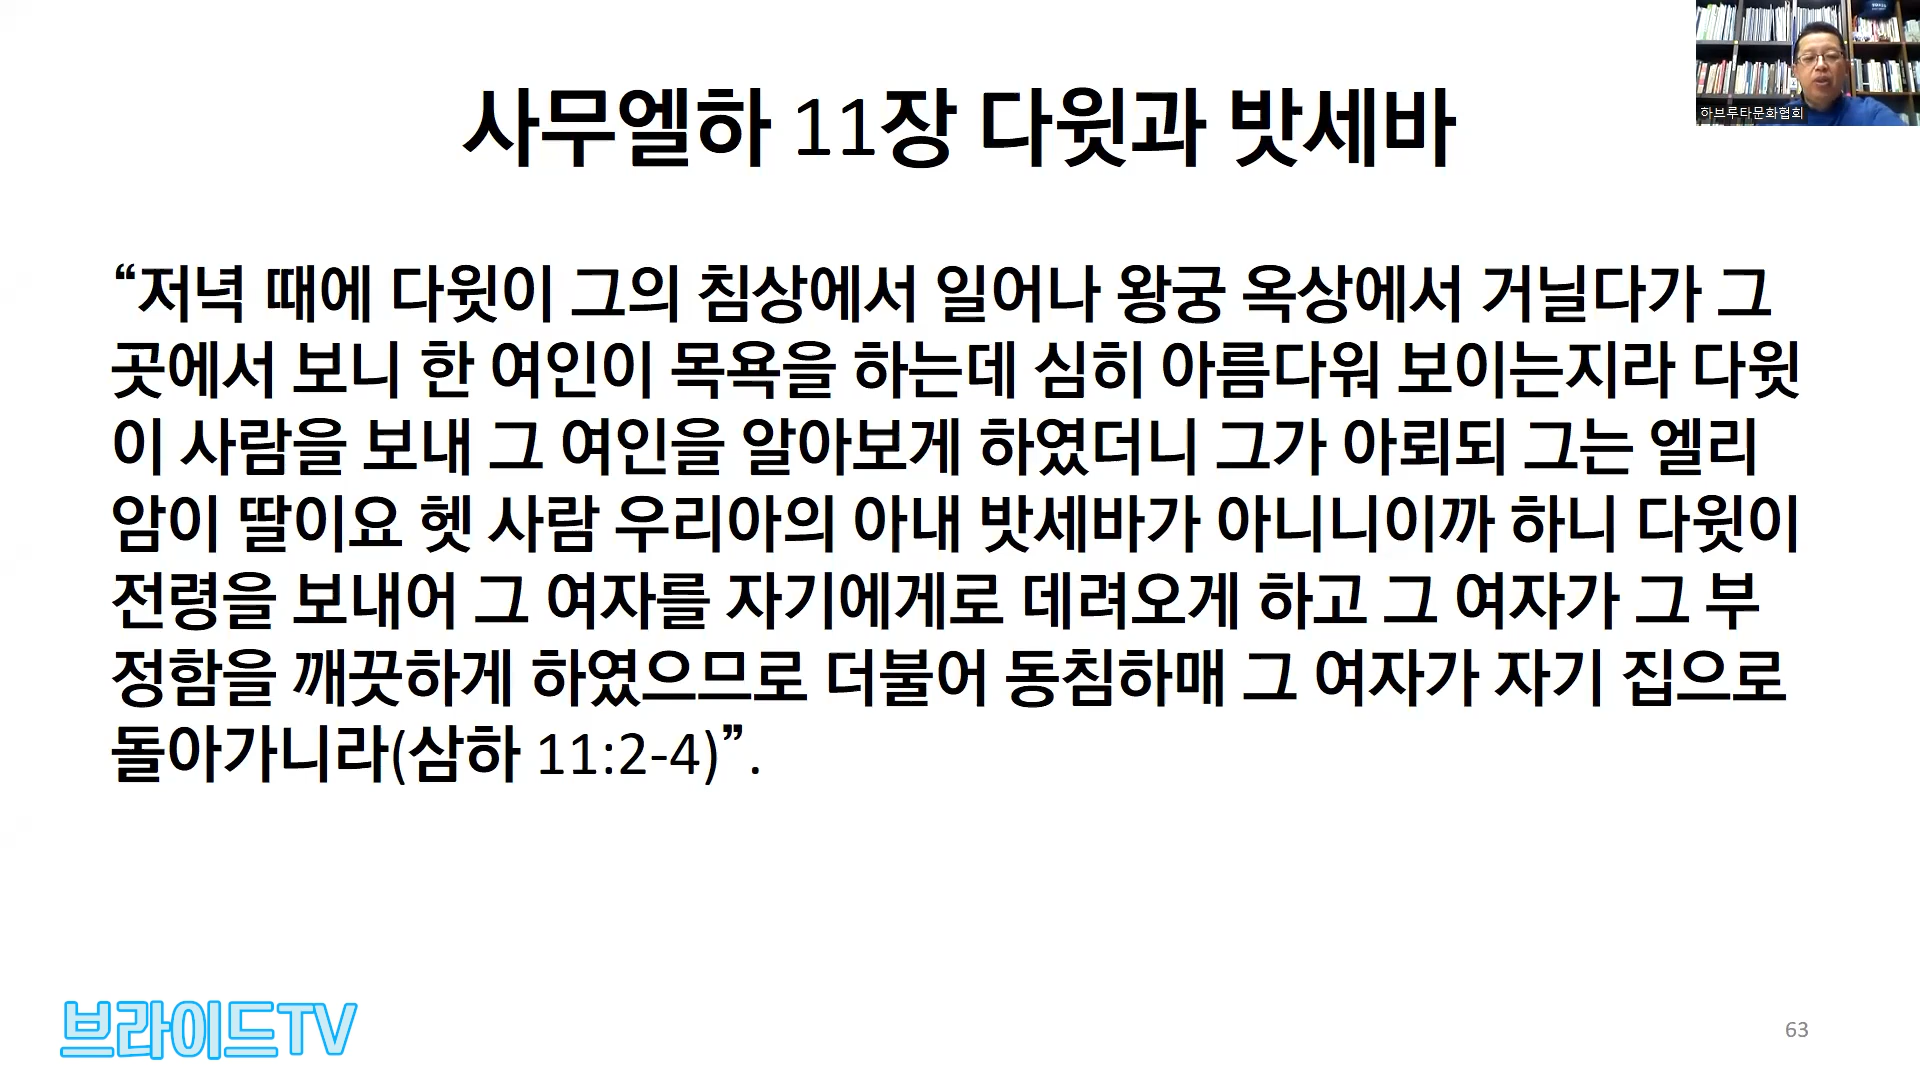 사무엘하 11장 다윗과 밧세바
하브루타문화협회
“저녁 때에 다윗이 그의 침상에서 일어나 왕궁 옥상에서 거닐다가 그
곳에서 보니 한 여인이 목욕을 하는데 심히 아름다워 보이는지라 다윗
이 사람을 보내 그 여인을 알아보게 하였더니 그가 아뢰되 그는 엘리
암이 딸이요 헷 사람 우리아의 아내 밧세바가 아니니이까 하니 다윗이
전령을 보내어 그 여자를 자기에게로 데려오게 하고 그 여자가 그 부
정함을 깨끗하게 하였으므로 더불어 동침하매 그 여자가 자기 집으로
돌아가니라(삼하 11:2-4)”.
브라이드TV
63